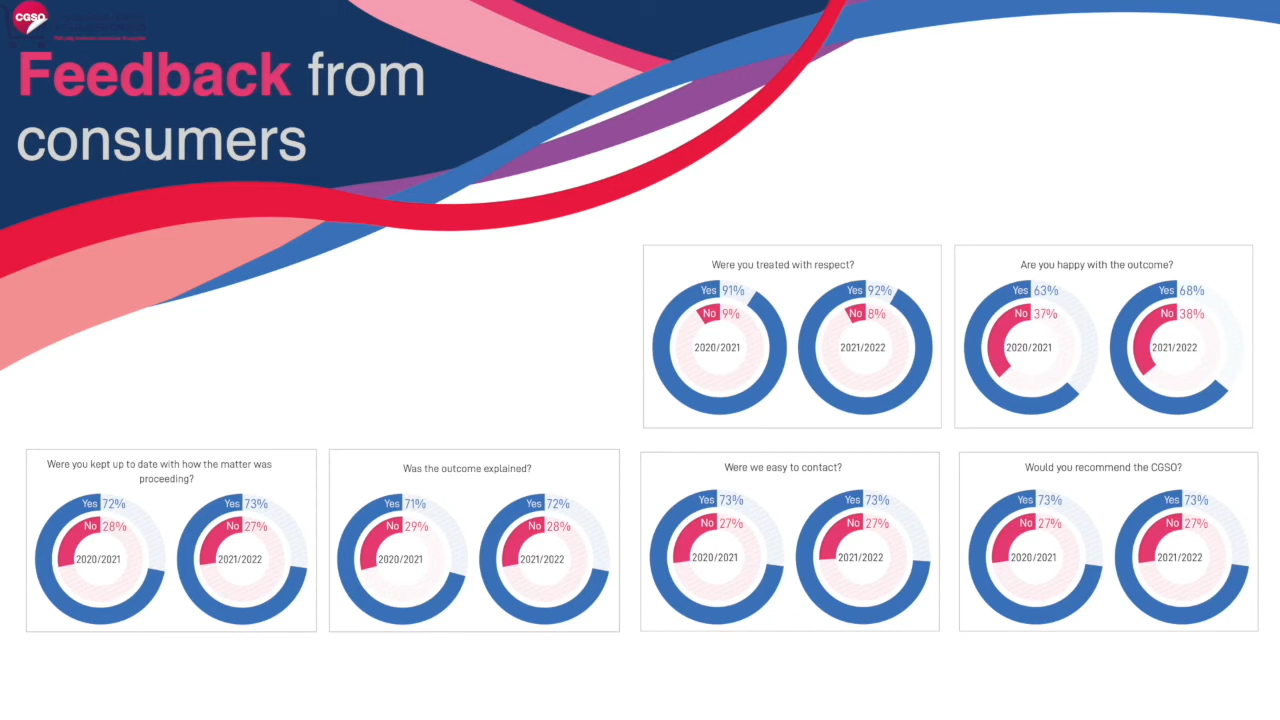 CGSO
Feedback from
consumers
Were you treated with respect?
Yes 91%
No 9%
2020/2021
Yes 92%
No 8%
2021/2022
Are you happy with the outcome?
Yes 63%
No 37%
2020/2021
Yes 68%
No 38%
2021/2022
Were you kept up to date with how the matter was
proceeding?
Yes 72%
No 28%
2020/2021
Yes 73%
No 27%
2021/2022
Was the outcome explained?
Yes 71%
No 29%
2020/2021
Yes 72%
No 28%
2021/2022
Were we easy to contact?
Yes 73%
No 27%
2020/2021
Yes 73%
No 27%
2021/2022
Would you recommend the CGSO?
Yes 73%
No 27%
2020/2021
Yes 73%
No 27%
2021/2022